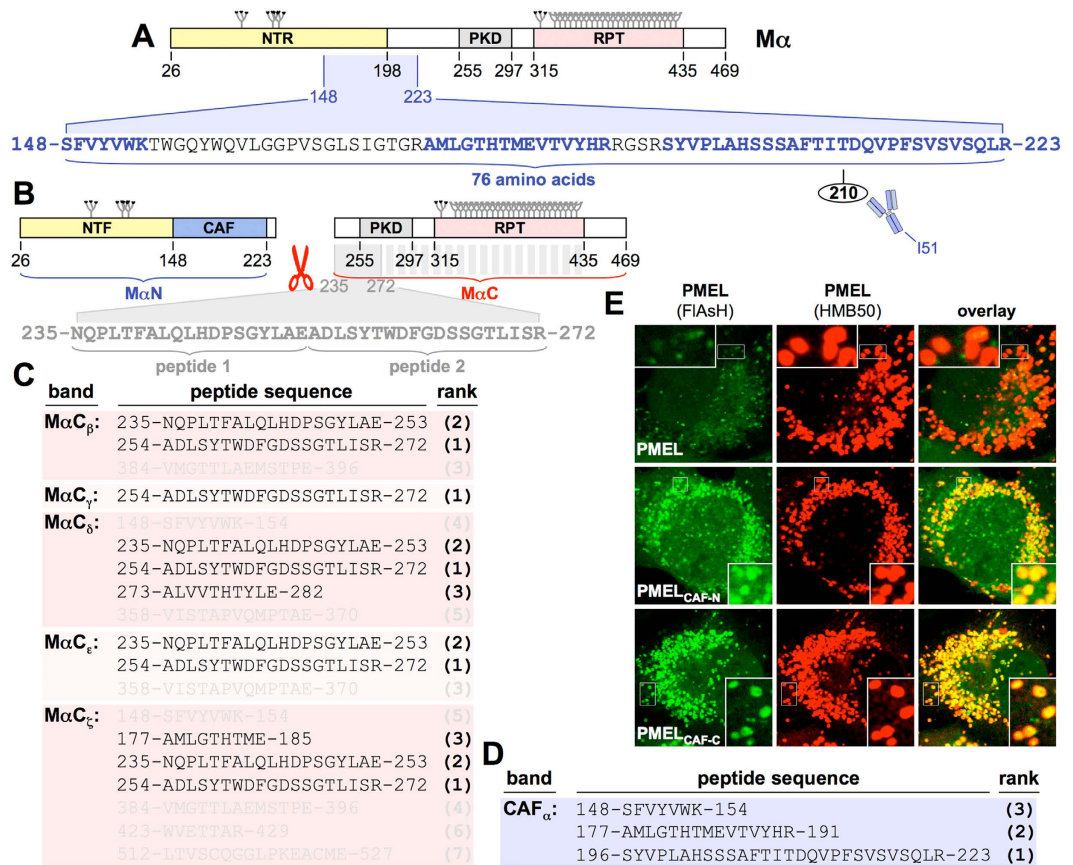 A
NTR PKD RPT Mα
26 198 255 297 315 435 469
148 223
148-SFVYVWKTWGQYWQVLGGPVSGLSIGTGRAMLGTHTMEVTVYHRRGSRSYVPLAHSSSAFTITDQVPFSVSVSQLR-223
76 amino acids
210
I51
B
NTF CAF PKD RPT
26 148 223 255 297 315 435 469
MαN 235 272 MαC
235-NQPLTFALQLHDPSGYLAEADLSYTWDFGDSSGTLISR-272
peptide 1 peptide 2
C
band peptide sequence rank
MαCβ: 235-NQPLTFALQLHDPSGYLAE-253 (2)
254-ADLSYTWDFGDSSGTLISR-272 (1)
384-VMGTTLAEMSTPE-396 (3)
MαCγ: 254-ADLSYTWDFGDSSGTLISR-272 (1)
MαCδ: 148-SFVYVWK-154 (4)
235-NQPLTFALQLHDPSGYLAE-253 (2)
254-ADLSYTWDFGDSSGTLISR-272 (1)
273-ALVVTHTYLE-282 (3)
358-VISTAPVQMPTAE-370 (5)
MαCε: 235-NQPLTFALQLHDPSGYLAE-253 (2)
254-ADLSYTWDFGDSSGTLISR-272 (1)
358-VISTAPVQMPTAE-370 (3)
MαCζ: 148-SFVYVWK-154 (5)
177-AMLGTHTME-185 (3)
235-NQPLTFALQLHDPSGYLAE-253 (2)
254-ADLSYTWDFGDSSGTLISR-272 (1)
384-VMGTTLAEMSTPE-396 (4)
423-WVETTAR-429 (6)
512-LTVSCQGGLPKEACME-527 (7)
E
PMEL PMEL overlay
(FlAsH) (HMB50)
PMEL
PMELCAF-N
PMELCAF-C
D
band peptide sequence rank
CAFα: 148-SFVYVWK-154 (3)
177-AMLGTHTMEVTVYHR-191 (2)
196-SYVPLAHSSSAFTITDQVPFSVSVSQLR-223 (1)